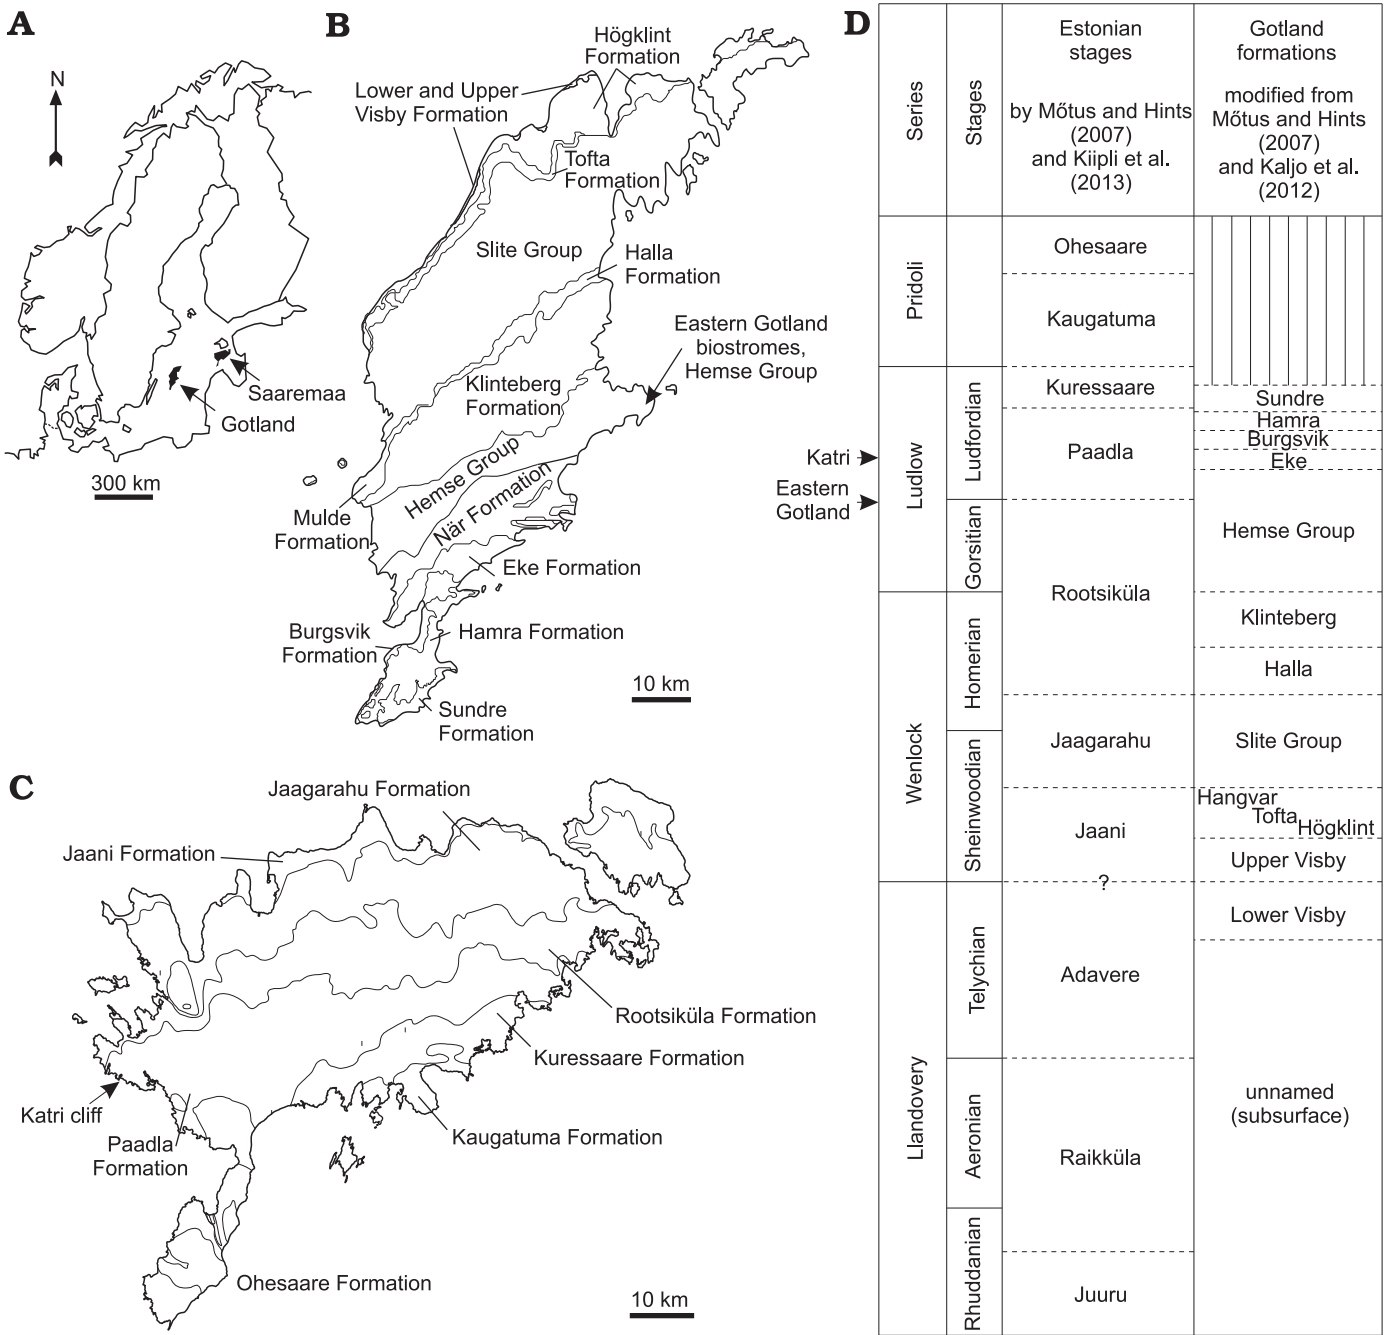 A
N
Saaremaa
Gotland
300 km
B
Högklint
Formation
Lower and Upper
Visby Formation
Tofta
Formation
Slite Group
Halla
Formation
Eastern Gotland
biostromes,
Hemse Group
Klinteberg
Formation
Hemse Group
När Formation
Mulde
Formation
Eke Formation
Burgsvik
Formation
Hamra Formation
10 km
Sundre
Formation
C
Jaagarahu Formation
Jaani Formation
Rootsiküla Formation
Kuressaare Formation
Katri cliff
Paadla
Formation
Kaugatuma Formation
Ohesaare Formation
10 km
D
Series
Stages
Estonian
stages
by Mőtus and Hints
(2007)
and Kiipli et al.
(2013)
Gotland
formations
modified from
Mőtus and Hints
(2007)
and Kaljo et al.
(2012)
Pridoli
Ohesaare
Kaugatuma
Ludlow
Ludfordian
Kuressaare
Sundre
Hamra
Burgsvik
Paadla
Katri
Eke
Eastern
Gotland
Gorsitian
Hemse Group
Rootsiküla
Wenlock
Homerian
Klinteberg
Halla
Jaagarahu
Slite Group
Sheinwoodian
Jaani
Hangvar
Tofta
Högklint
Upper Visby
?
Llandovery
Telychian
Lower Visby
Adavere
Aeronian
unnamed
(subsurface)
Raikküla
Rhuddanian
Juuru